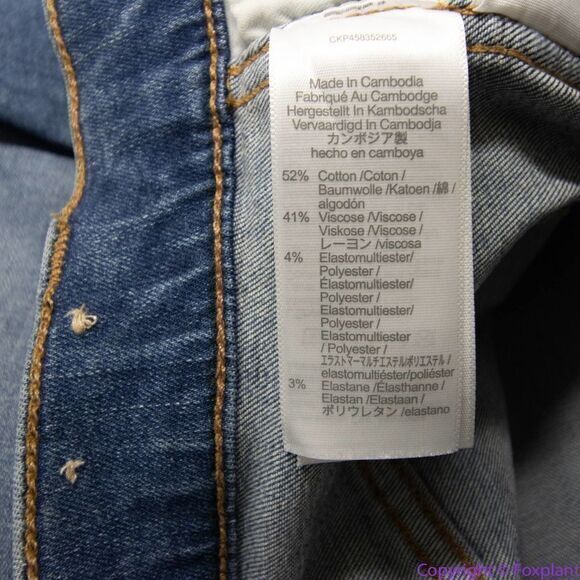 CKP458352665
Made In Cambodia
Fabriqué Au Cambodge
Hergestellt In Kambodscha
Vervaardigd In Cambodja
カンボジア製
hecho en camboya
52% Cotton /Coton /
Baumwolle /Katoen /綿 /
algodón
41% Viscose /Viscose /
Viskose /Viscose /
レーヨン /viscosa
4% Elastomultiester /
Polyester /
Elastomultiester /
Polyester /
Elastomultiester /
Polyester /
Elastomultiester
/ Polyester /
エラストマーマルチエステル/ポリエステル /
elastomultiéster/poliéster
3% Elastane /Élasthanne /
Elastan /Elastaan /
ポリウレタン /elastano
Copyright © Foxplani